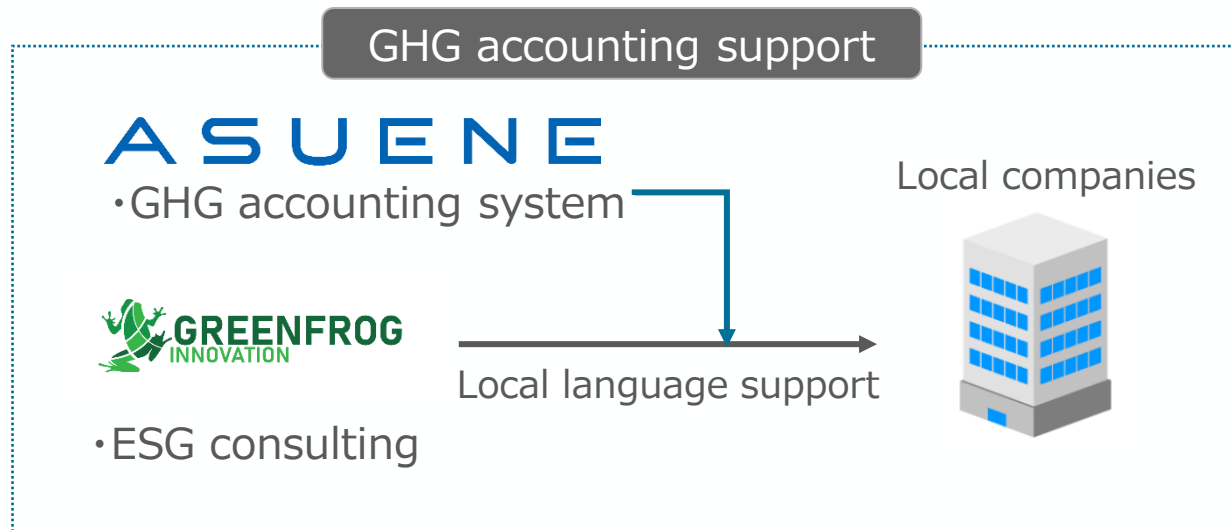 GHG accounting support
ASUENE
・GHG accounting system
Local companies
GREENFROG
INNOVATION
Local language support
・ESG consulting